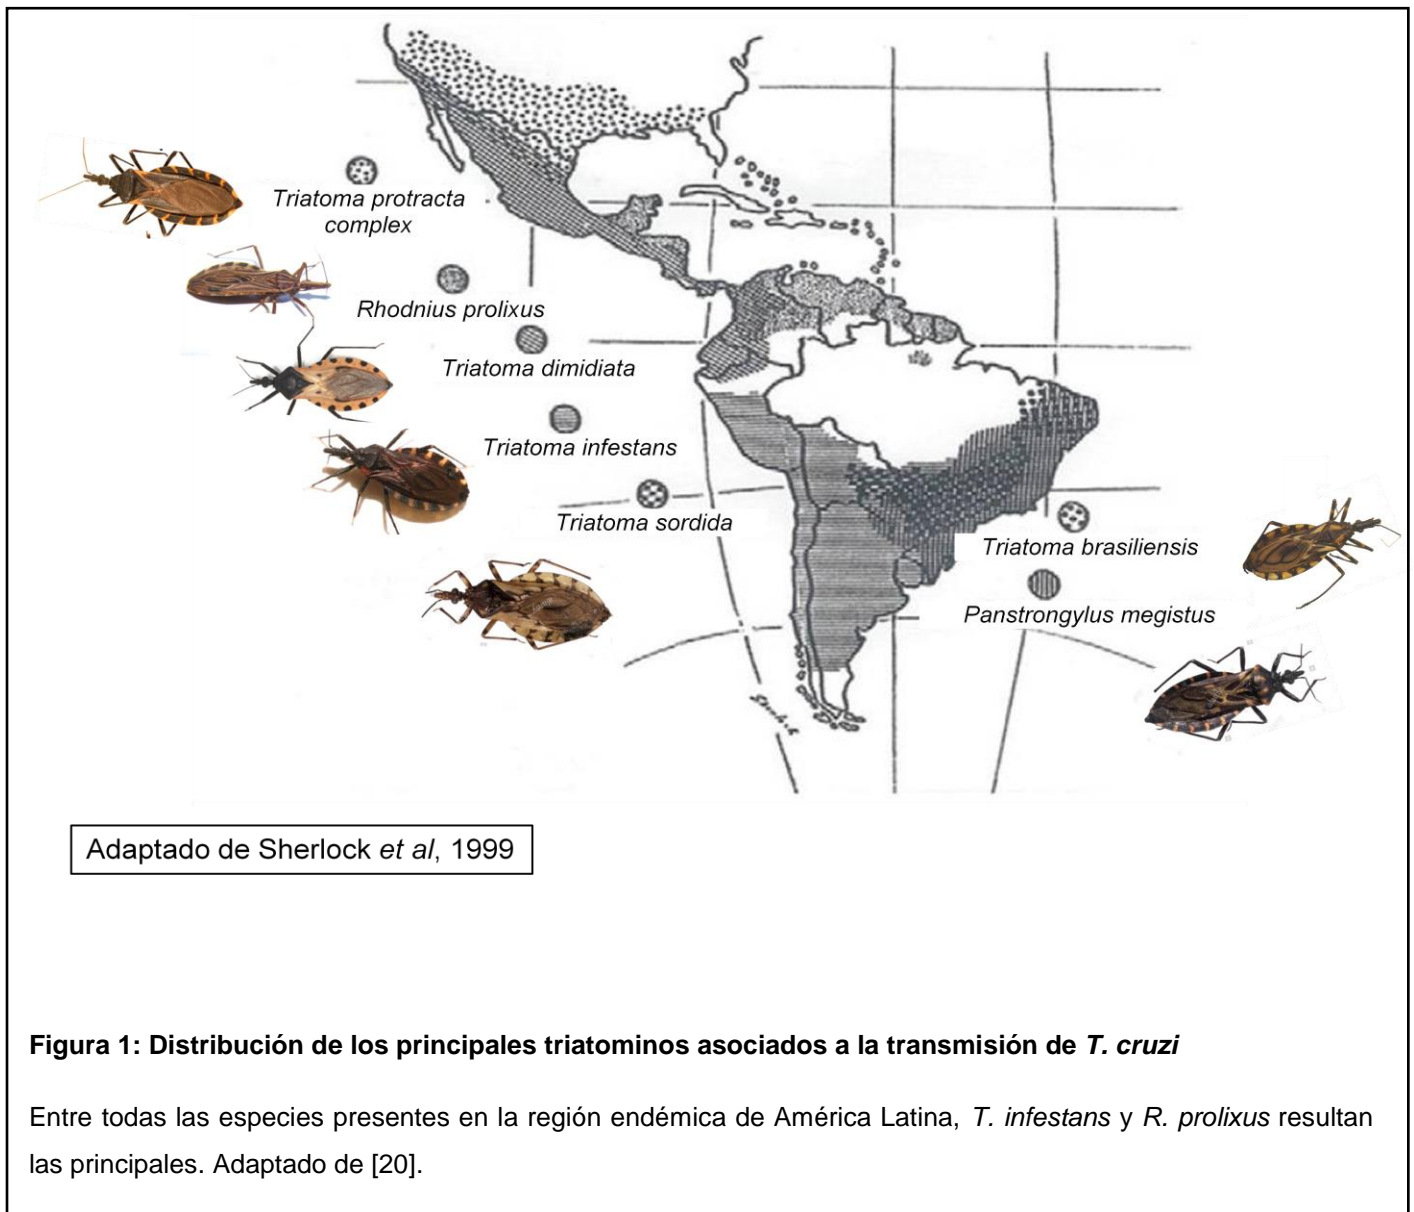 Triatoma protracta
complex
Rhodnius prolixus
Triatoma dimidiata
Triatoma infestans
Triatoma sordida
Triatoma brasiliensis
Panstrongylus megistus
Adaptado de Sherlock et al, 1999
Figura 1: Distribución de los principales triatominos asociados a la transmisión de T. cruzi
Entre todas las especies presentes en la región endémica de América Latina, T. infestans y R. prolixus resultan
las principales. Adaptado de [20].